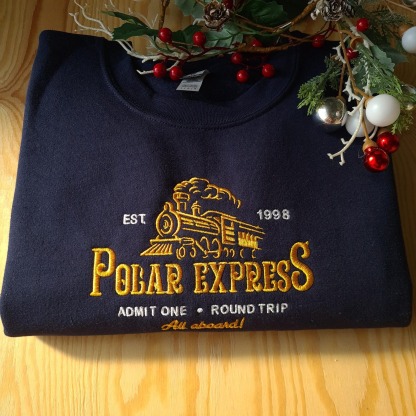 EST. 1998
POLAR EXPRESS
ADMIT ONE • ROUND TRIP
All aboard!